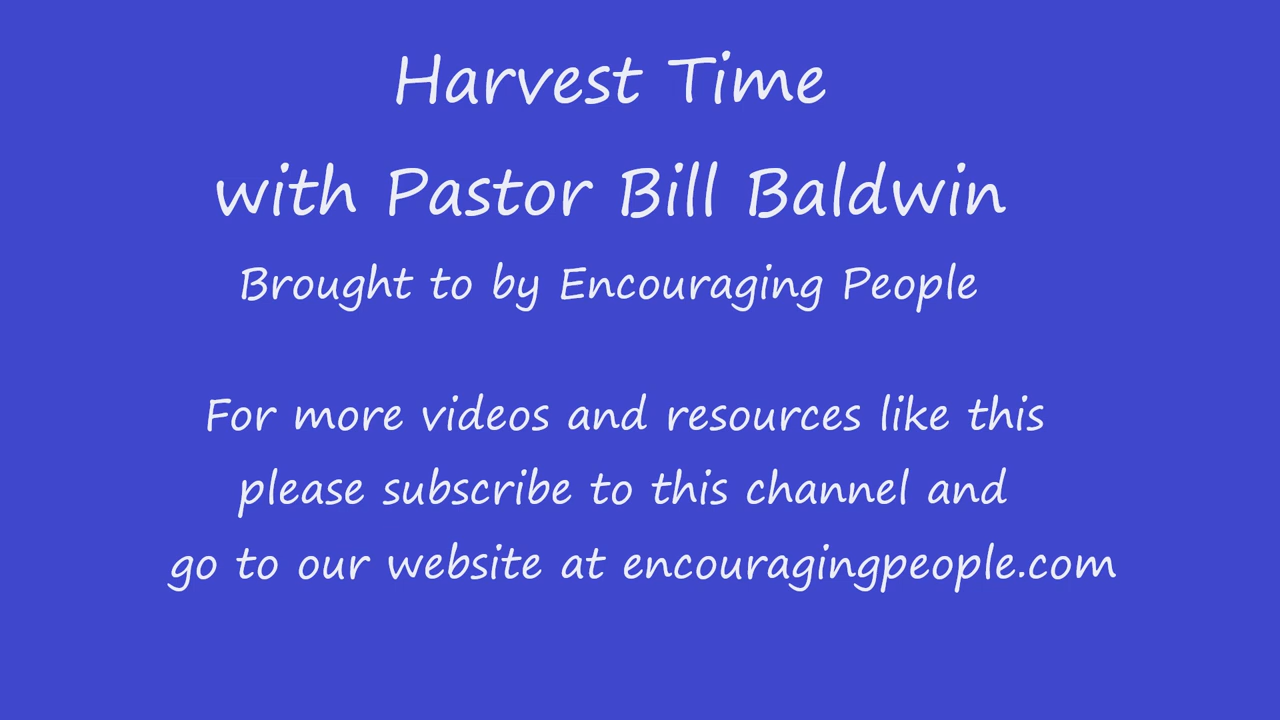 Harvest Time
with Pastor Bill Baldwin
Brought to by Encouraging People
For more videos and resources like this
please subscribe to this channel and
go to our website at encouragingpeople.com